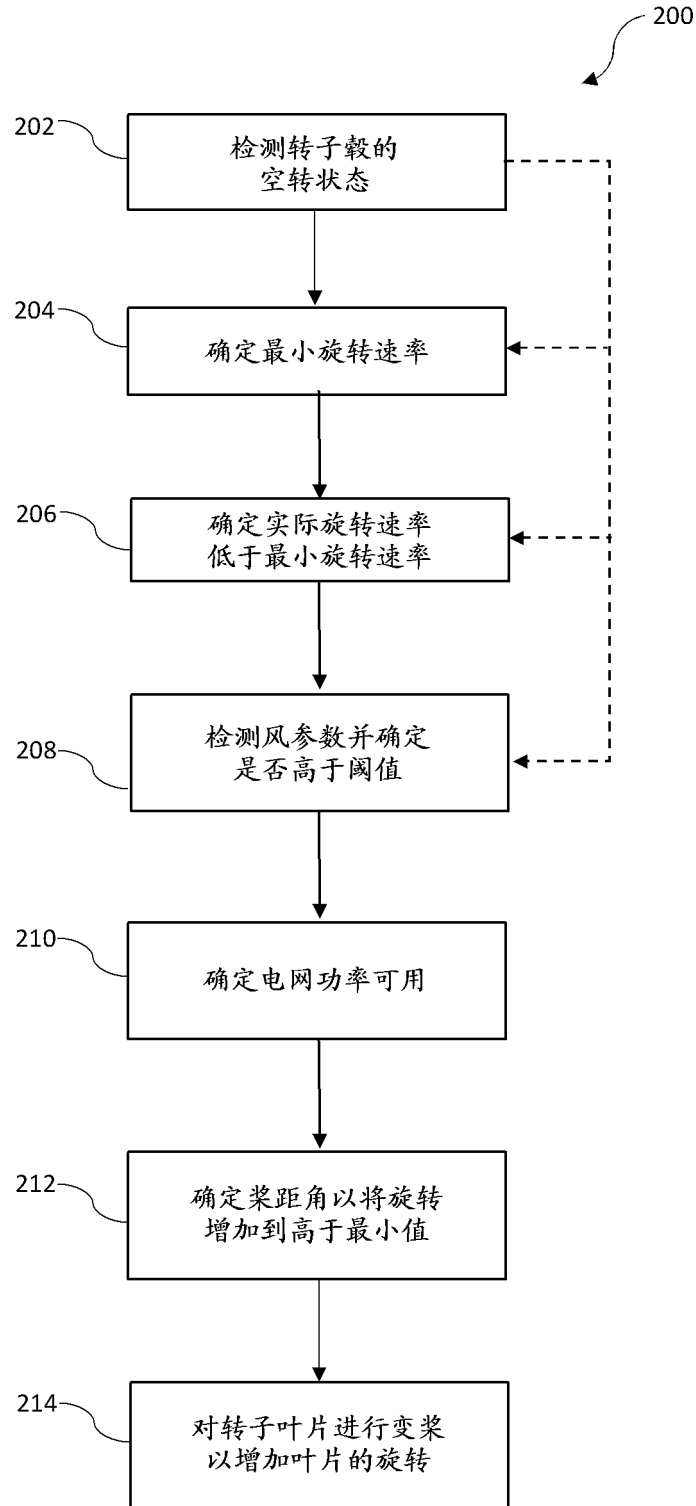 200
202
检测转子毂的
空转状态
204
确定最小旋转速率
206
确定实际旋转速率
低于最小旋转速率
208
检测风参数并确定
是否高于阈值
210
确定电网功率可用
212
确定桨距角以将旋转
增加到高于最小值
214
对转子叶片进行变桨
以增加叶片的旋转